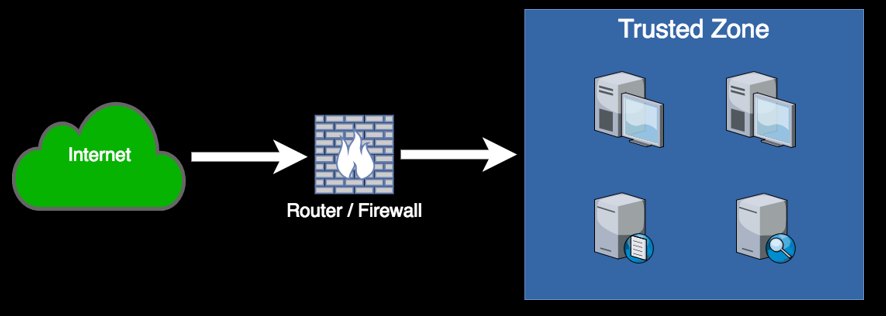 Trusted Zone
Internet
Router / Firewall